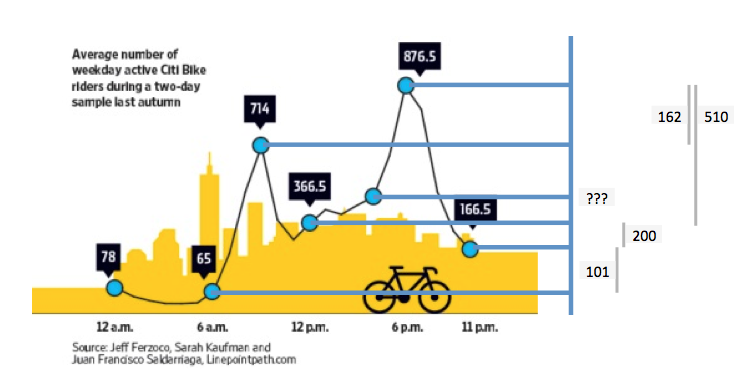 Average number of
weekday active Citi Bike
riders during a two-day
sample last autumn
876.5
714
162
510
366.5
???
166.5
200
78
65
101
12 a.m.
6 a.m.
12 p.m.
6 p.m.
11 p.m.
Source: Jeff Ferzoco, Sarah Kaufman and
Juan Francisco Saldarriaga, Linepointpath.com